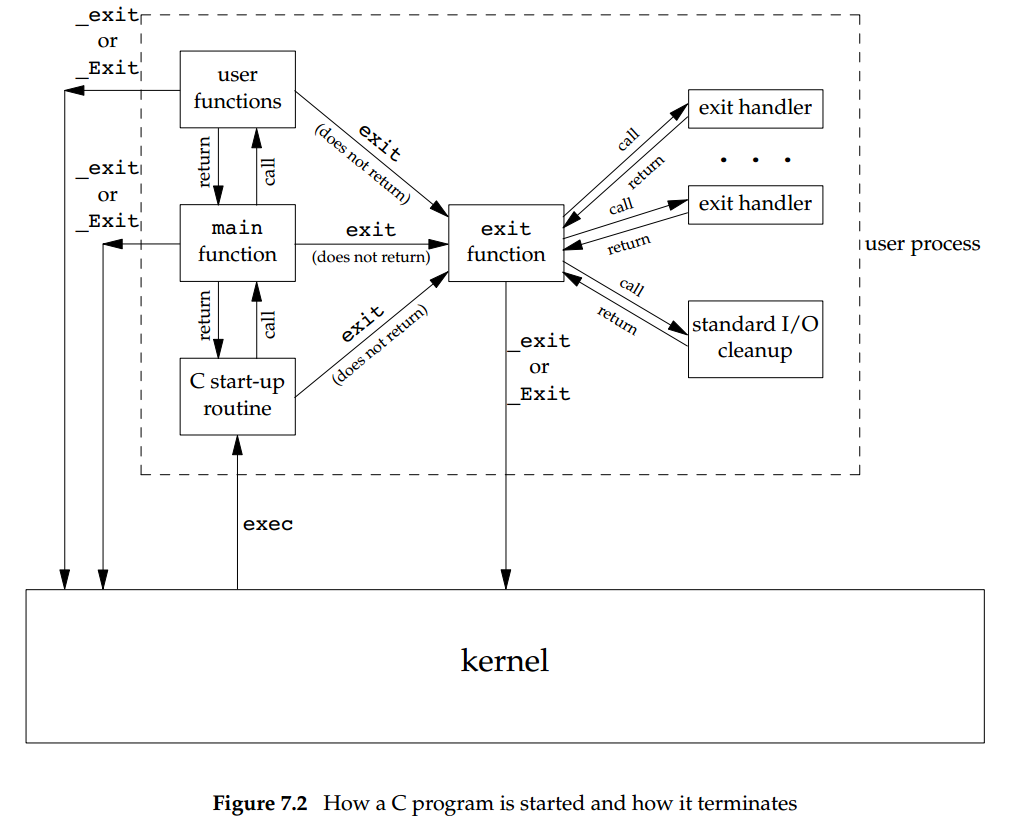 _exit
or
_Exit
user
functions
exit
(does not return)
return
call
_exit
or
_Exit
main
function
exit
(does not return)
exit
function
return
call
exit
(does not return)
C start-up
routine
call
return
exit handler
. . .
call
return
exit handler
user process
call
return
standard I/O
cleanup
_exit
or
_Exit
exec
kernel
Figure 7.2 How a C program is started and how it terminates